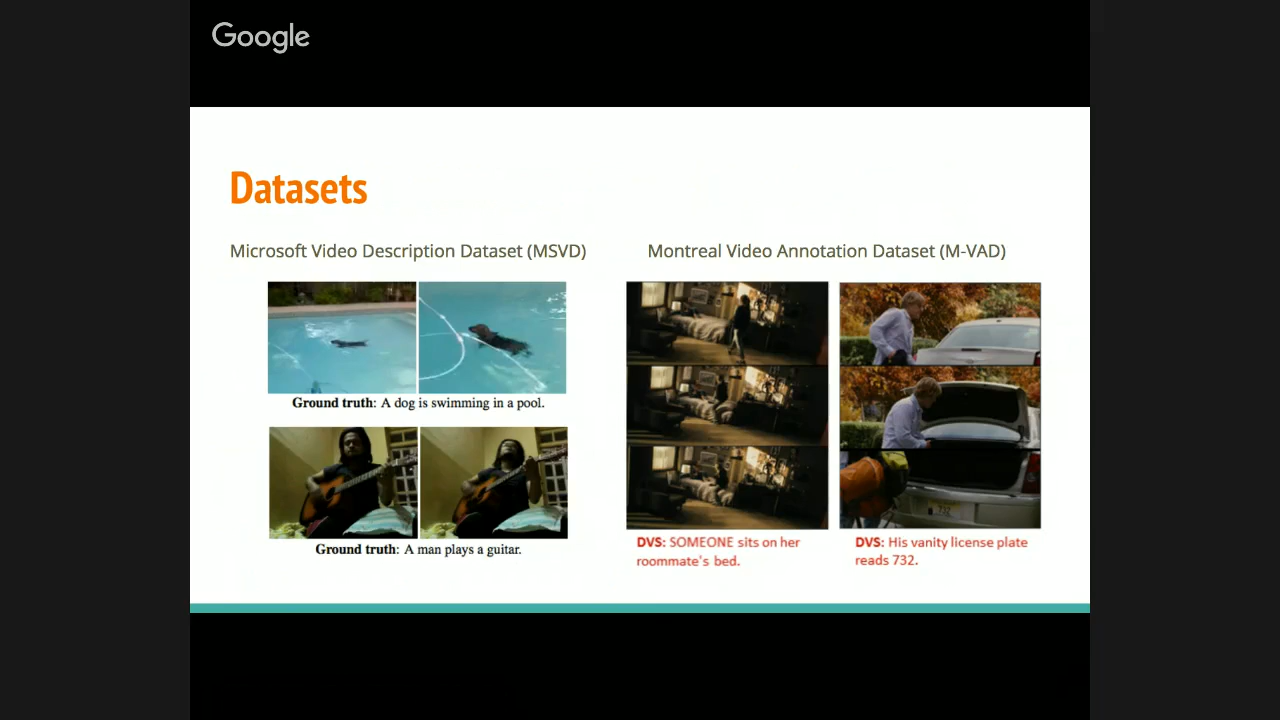 Google
Datasets
Microsoft Video Description Dataset (MSVD)
Ground truth: A dog is swimming in a pool.
Ground truth: A man plays a guitar.
Montreal Video Annotation Dataset (M-VAD)
DVS: SOMEONE sits on her
roommate's bed.
DVS: His vanity license plate
reads 732.
732